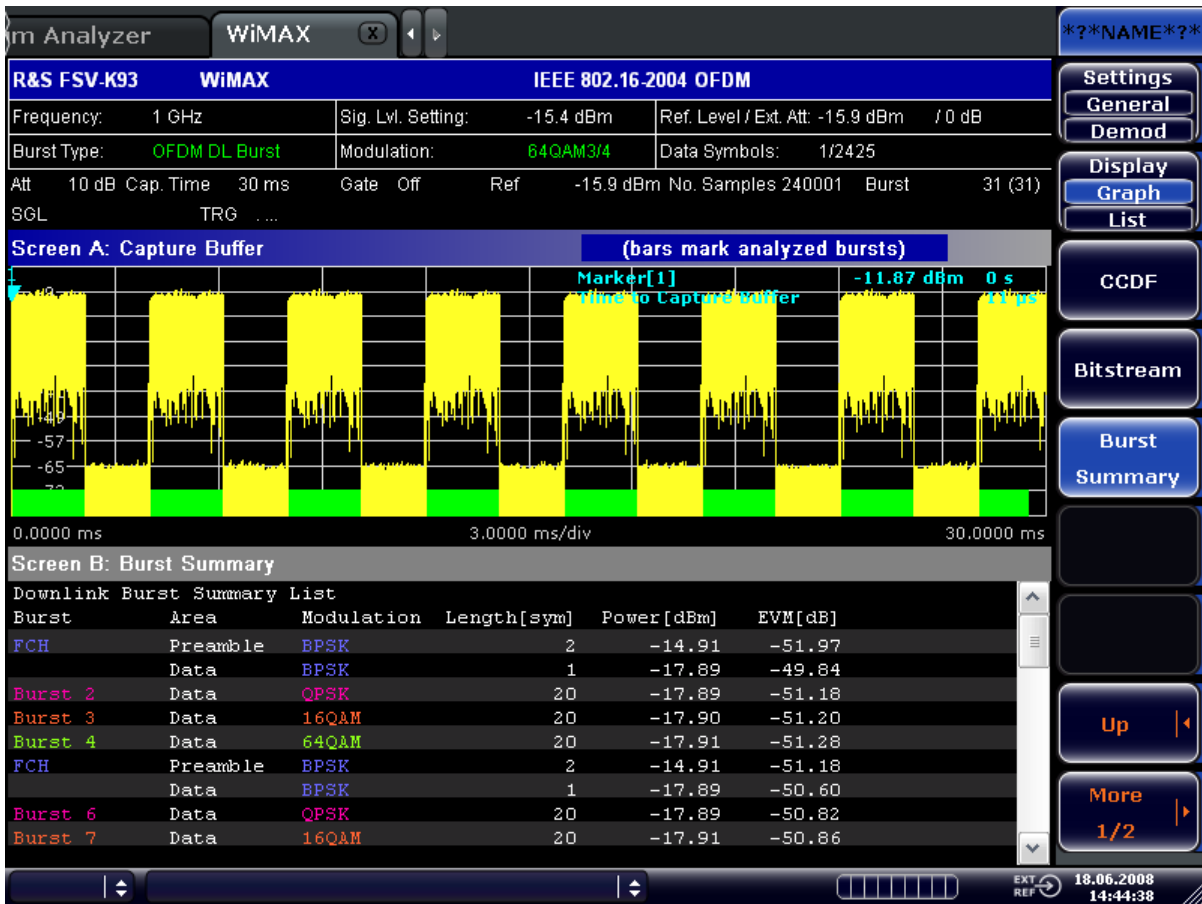 m Analyzer WiMAX X
*?*NAME*?*
R&S FSV-K93 WiMAX IEEE 802.16-2004 OFDM
Frequency: 1 GHz Sig. Lvl. Setting: -15.4 dBm Ref. Level / Ext. Att: -15.9 dBm / 0 dB
Burst Type: OFDM DL Burst Modulation: 64QAM3/4 Data Symbols: 1/2425
Att 10 dB Cap. Time 30 ms Gate Off Ref -15.9 dBm No. Samples 240001 Burst 31 (31)
SGL TRG . ...
Screen A: Capture Buffer (bars mark analyzed bursts)
1
Marker[1] -11.87 dBm 0 s
Time to Capture Buffer 11 µs
-49
-57
-65
-73
0.0000 ms 3.0000 ms/div 30.0000 ms
Screen B: Burst Summary
Downlink Burst Summary List
Burst Area Modulation Length[sym] Power[dBm] EVM[dB]
FCH Preamble BPSK 2 -14.91 -51.97
Data BPSK 1 -17.89 -49.84
Burst 2 Data QPSK 20 -17.89 -51.18
Burst 3 Data 16QAM 20 -17.90 -51.20
Burst 4 Data 64QAM 20 -17.91 -51.28
FCH Preamble BPSK 2 -14.91 -51.18
Data BPSK 1 -17.89 -50.60
Burst 6 Data QPSK 20 -17.89 -50.82
Burst 7 Data 16QAM 20 -17.91 -50.86
Settings
General
Demod
Display
Graph
List
CCDF
Bitstream
Burst
Summary
Up
More
1/2
EXT
REF
18.06.2008
14:44:38